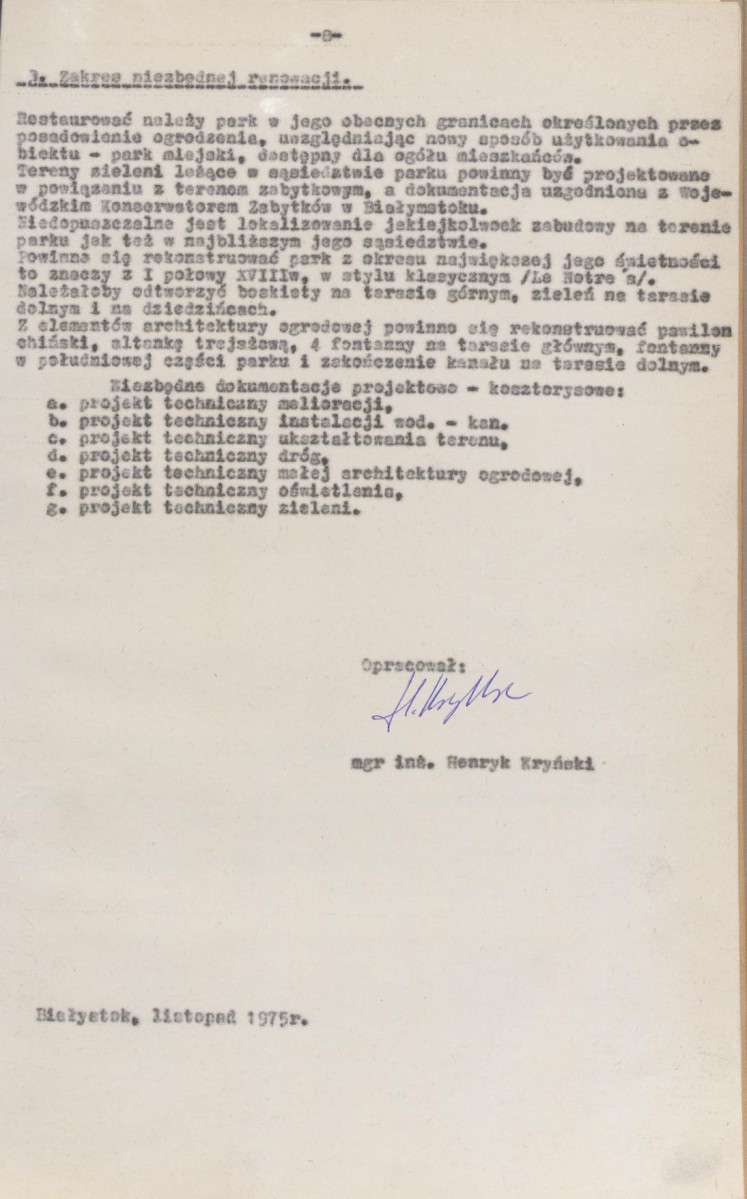 -8-
3. Zakres niezbędnej renowacji.
Restaurować należy park w jego obecnych granicach określonych przez
posadowienie ogrodzenia, uwzględniając nowy sposób użytkowania o-
biektu - park miejski, dostępny dla ogółu mieszkańców.
Tereny zieleni leżące w sąsiedztwie parku powinny być projektowane
w powiązaniu z terenem zabytkowym, a dokumentacja uzgodniona z Woje-
wódzkim Konserwatorem Zabytków w Białymstoku.
Niedopuszczalne jest lokalizowanie jakiejkolwoek zabudowy na terenie
parku jak też w najbliższym jego sąsiedztwie.
Powinno się rekonstruować park z okresu największej jego świetności
to znaczy z I połowy XVIIIw, w stylu klasycznym /Le Notre'a/.
Należałoby odtworzyć boskiety na tarasie górnym, zieleń na tarasie
dolnym i na dziedzińcach.
Z elementów architektury ogrodowej powinno się rekonstruować pawilon
chiński, altankę trejażową, 4 fontanny na tarasie głównym, fontanny
w południowej części parku i zakończenie kanału na tarasie dolnym.
Niezbędne dokumentacje projektowo - kosztorysowe:
a. projekt techniczny melioracji,
b. projekt techniczny instalacji wod. - kan.
c. projekt techniczny ukształtowania terenu,
d. projekt techniczny dróg,
e. projekt techniczny małej architektury ogrodowej,
f. projekt techniczny oświetlenia,
g. projekt techniczny zieleni.
Opracował:
mgr inż. Henryk Kryński
Białystok, listopad 1975r.